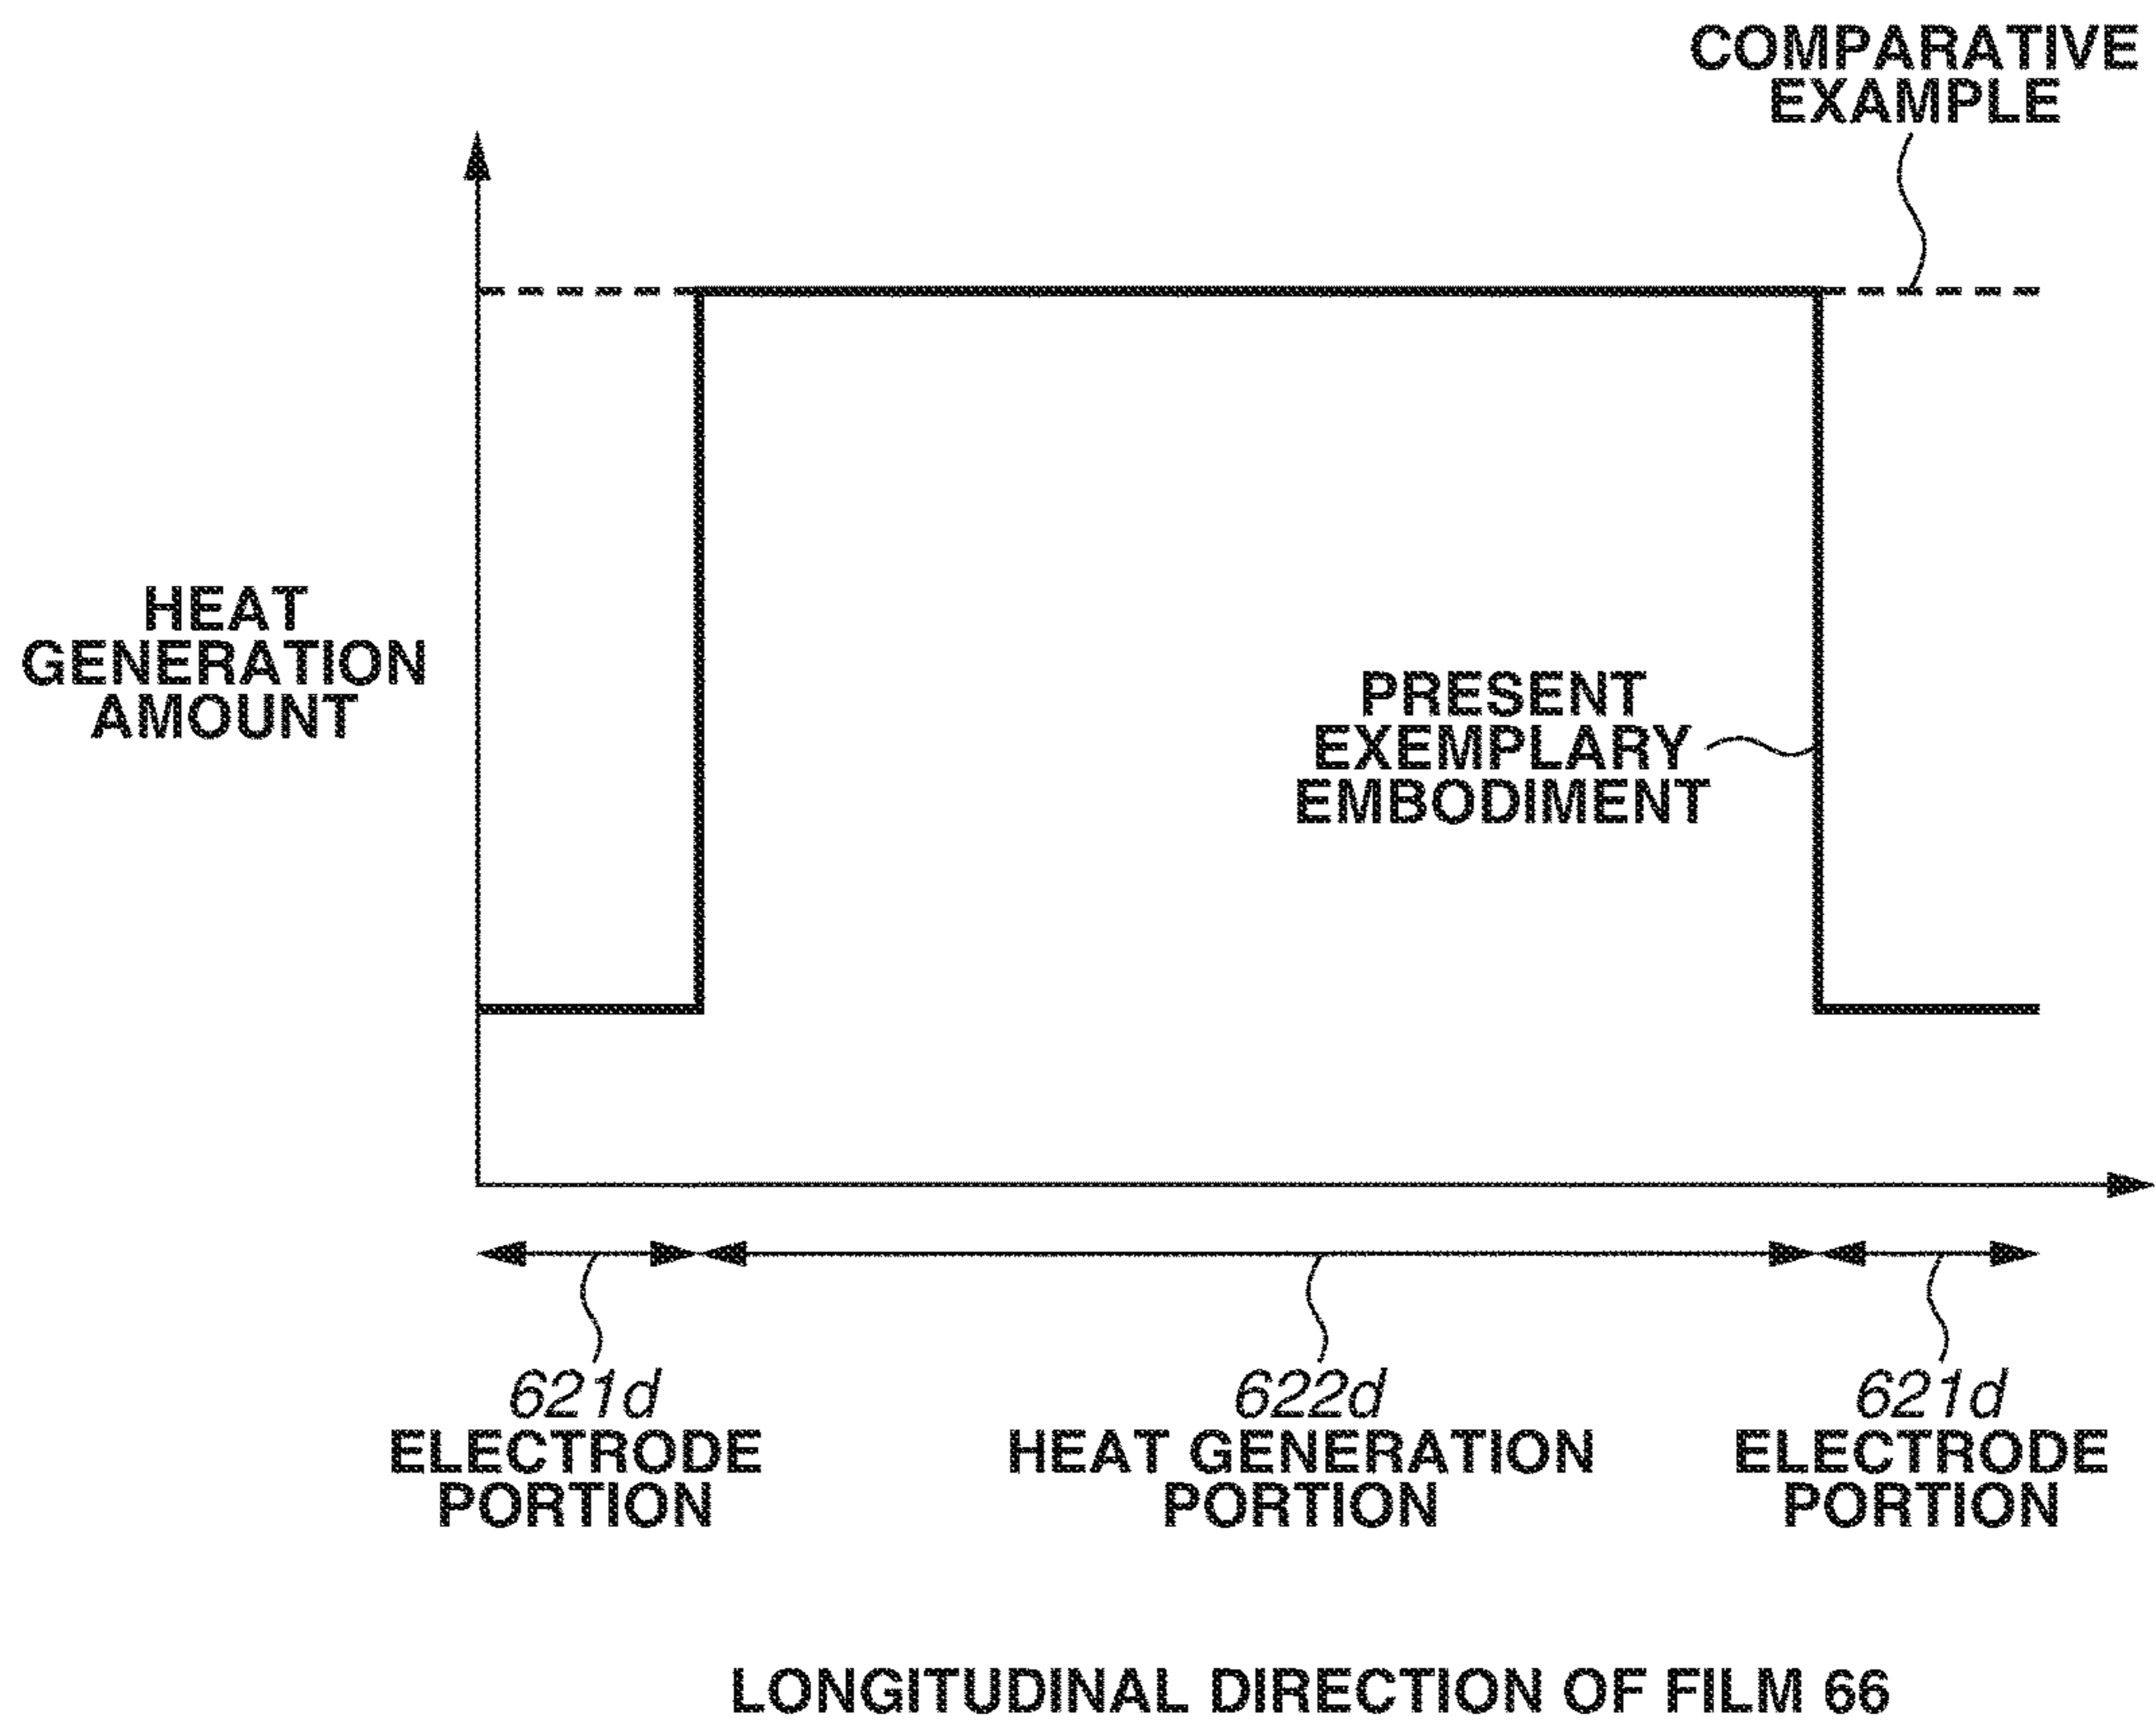 COMPARATIVE
EXAMPLE
HEAT
GENERATION
AMOUNT
PRESENT
EXEMPLARY
EMBODIMENT
621d
ELECTRODE
PORTION
622d
HEAT GENERATION
PORTION
621d
ELECTRODE
PORTION
LONGITUDINAL DIRECTION OF FILM 66